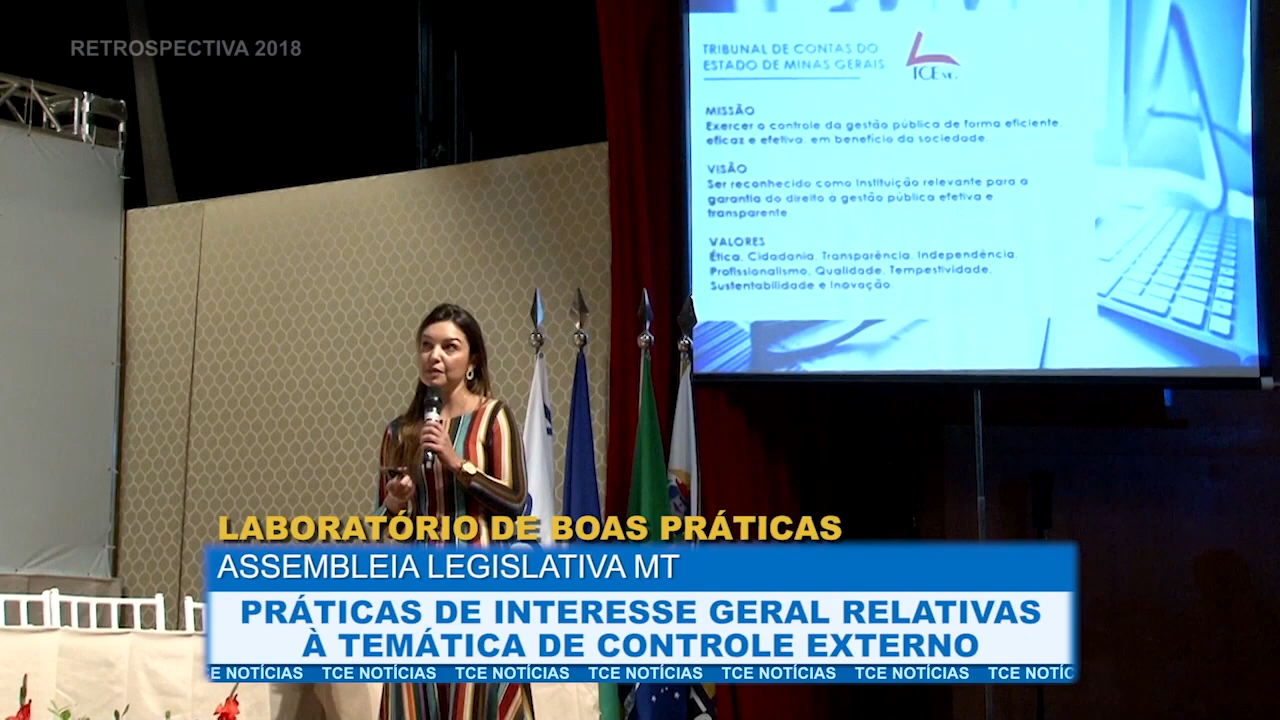 RETROSPECTIVA 2018
TRIBUNAL DE CONTAS DO
ESTADO DE MINAS GERAIS
TCE MG
MISSÃO
Exercer o controle da gestão pública de forma eficiente,
eficaz e efetiva, em benefício da sociedade.
VISÃO
Ser reconhecido como instituição relevante para a
garantia do direito à gestão pública efetiva e
transparente
VALORES
Ética, Cidadania, Transparência, Independência,
Profissionalismo, Qualidade, Tempestividade,
Sustentabilidade e Inovação
LABORATÓRIO DE BOAS PRÁTICAS
ASSEMBLEIA LEGISLATIVA MT
PRÁTICAS DE INTERESSE GERAL RELATIVAS
À TEMÁTICA DE CONTROLE EXTERNO
E NOTÍCIAS TCE NOTÍCIAS TCE NOTÍCIAS TCE NOTÍCIAS TCE NOTÍCIAS TCE NOTÍCIAS TCE NOTÍC